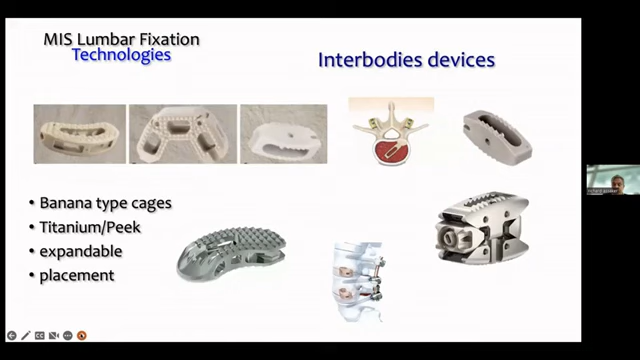 MIS Lumbar Fixation
Technologies
Interbodies devices
• Banana type cages
• Titanium/Peek
• expandable
• placement